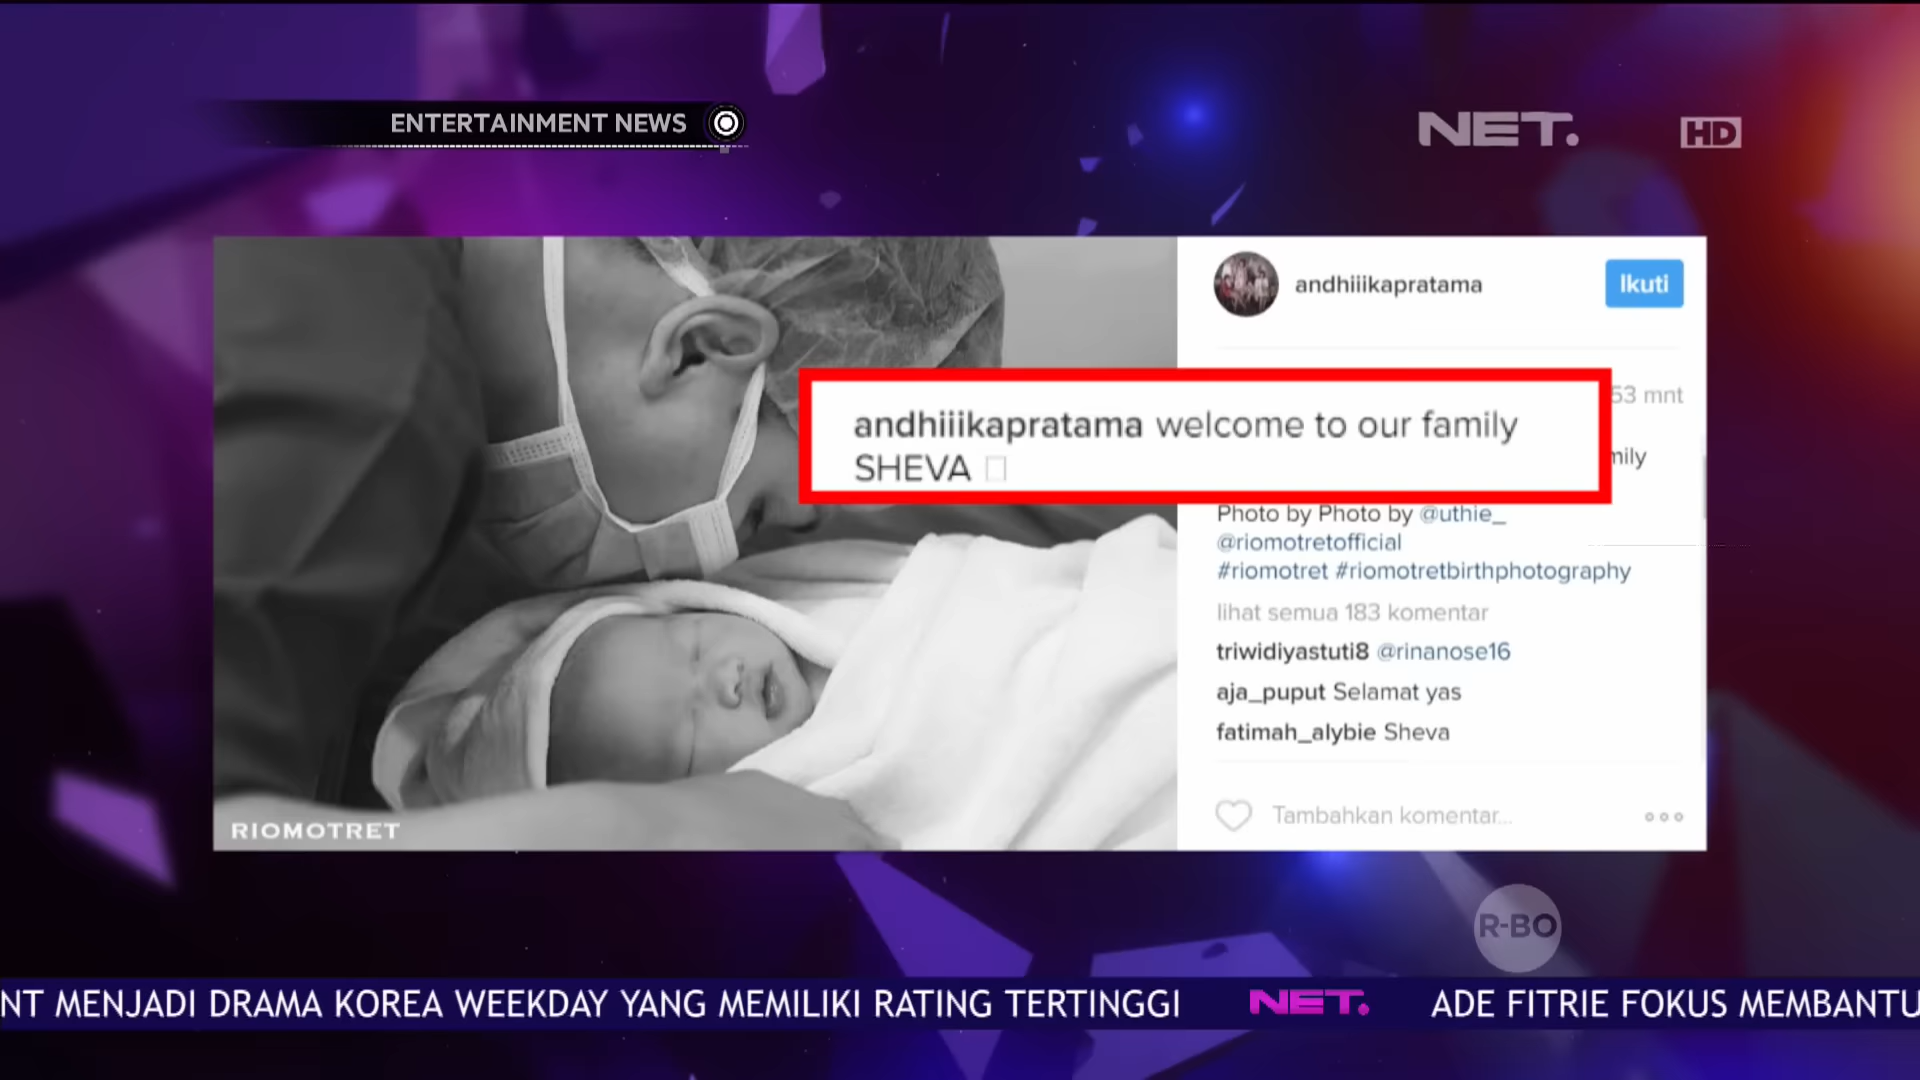 ENTERTAINMENT NEWS
NET.
HD
andhiiikapratama
Ikuti
53 mnt
andhiiikapratama welcome to our family
SHEVA
Photo by Photo by @uthie_
@riomotretofficial
#riomotret #riomotretbirthphotography
lihat semua 183 komentar
triwidiyastuti8 @rinanose16
aja_puput Selamat yas
fatimah_alybie Sheva
Tambahkan komentar...
RIOMOTRET
R-BO
NT MENJADI DRAMA KOREA WEEKDAY YANG MEMILIKI RATING TERTINGGI NET. ADE FITRIE FOKUS MEMBANTU